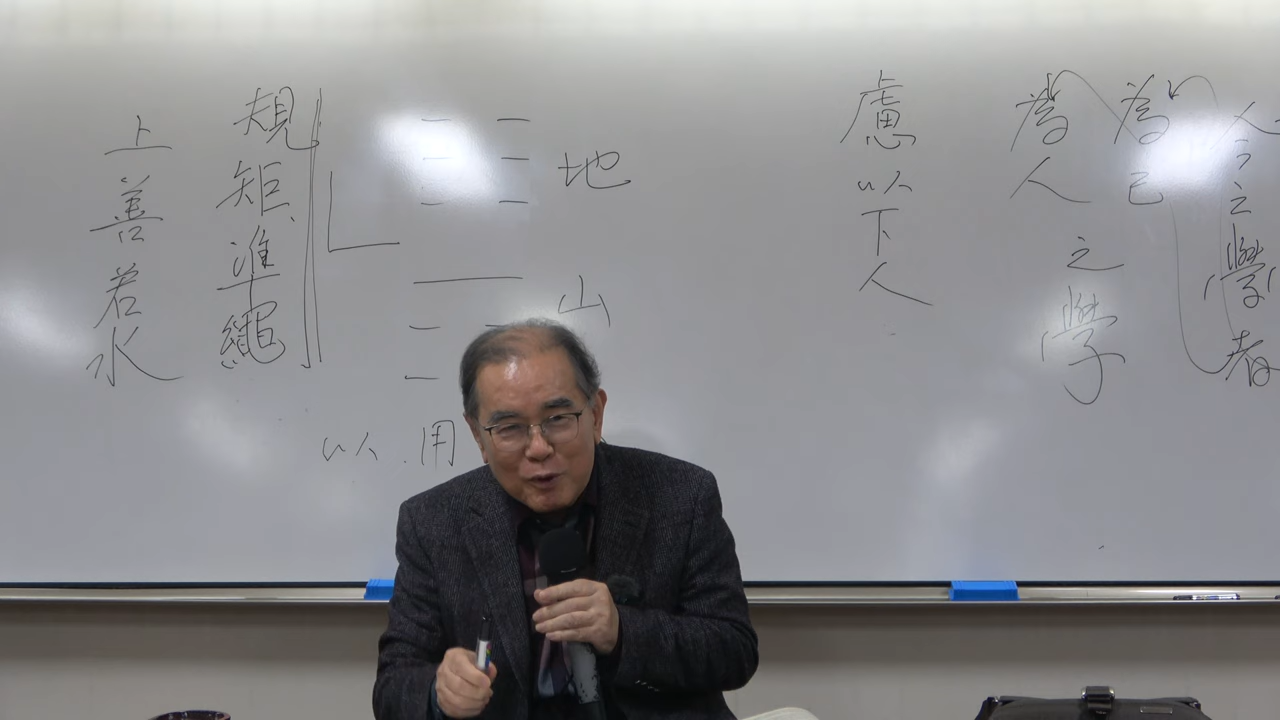 今之學者
為己
為人之學
慮以下人
地
山
以用
規矩準繩
上善若水